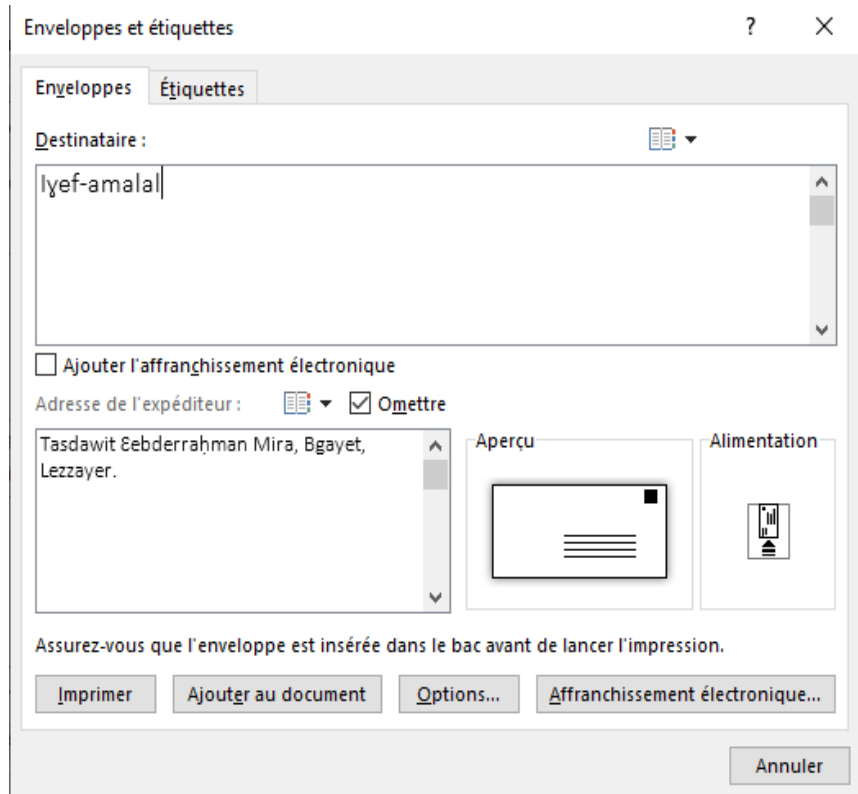 Enveloppes et étiquettes
?
Enveloppes
Étiquettes
Destinataire :
Iɣef-amalal
Ajouter l'affranchissement électronique
Adresse de l'expéditeur :
Omettre
Tasdawit Ɛebderraḥman Mira, Bgayet,
Lezzayer.
Aperçu
Alimentation
Assurez-vous que l'enveloppe est insérée dans le bac avant de lancer l'impression.
Imprimer
Ajouter au document
Options...
Affranchissement électronique...
Annuler